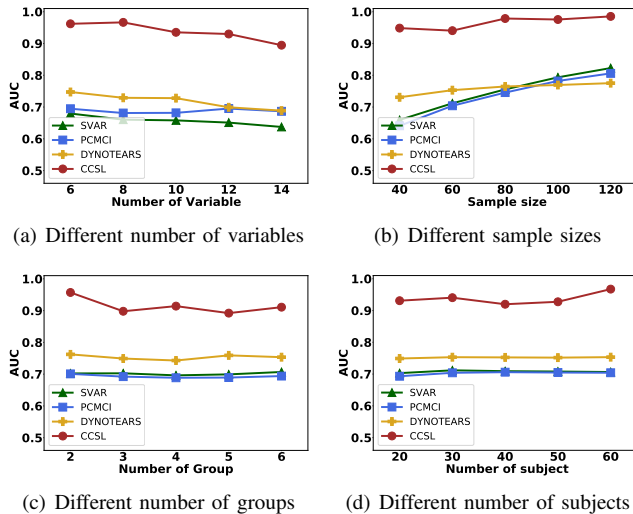 1.0
0.9
0.8
0.7
0.6
0.5
AUC
SVAR
PCMCI
DYNOTEARS
CCSL
6 8 10 12 14
Number of Variable
(a) Different number of variables
1.0
0.9
0.8
0.7
0.6
0.5
AUC
SVAR
PCMCI
DYNOTEARS
CCSL
40 60 80 100 120
Sample size
(b) Different sample sizes
1.0
0.9
0.8
0.7
0.6
0.5
AUC
SVAR
PCMCI
DYNOTEARS
CCSL
2 3 4 5 6
Number of Group
(c) Different number of groups
1.0
0.9
0.8
0.7
0.6
0.5
AUC
SVAR
PCMCI
DYNOTEARS
CCSL
20 30 40 50 60
Number of subject
(d) Different number of subjects